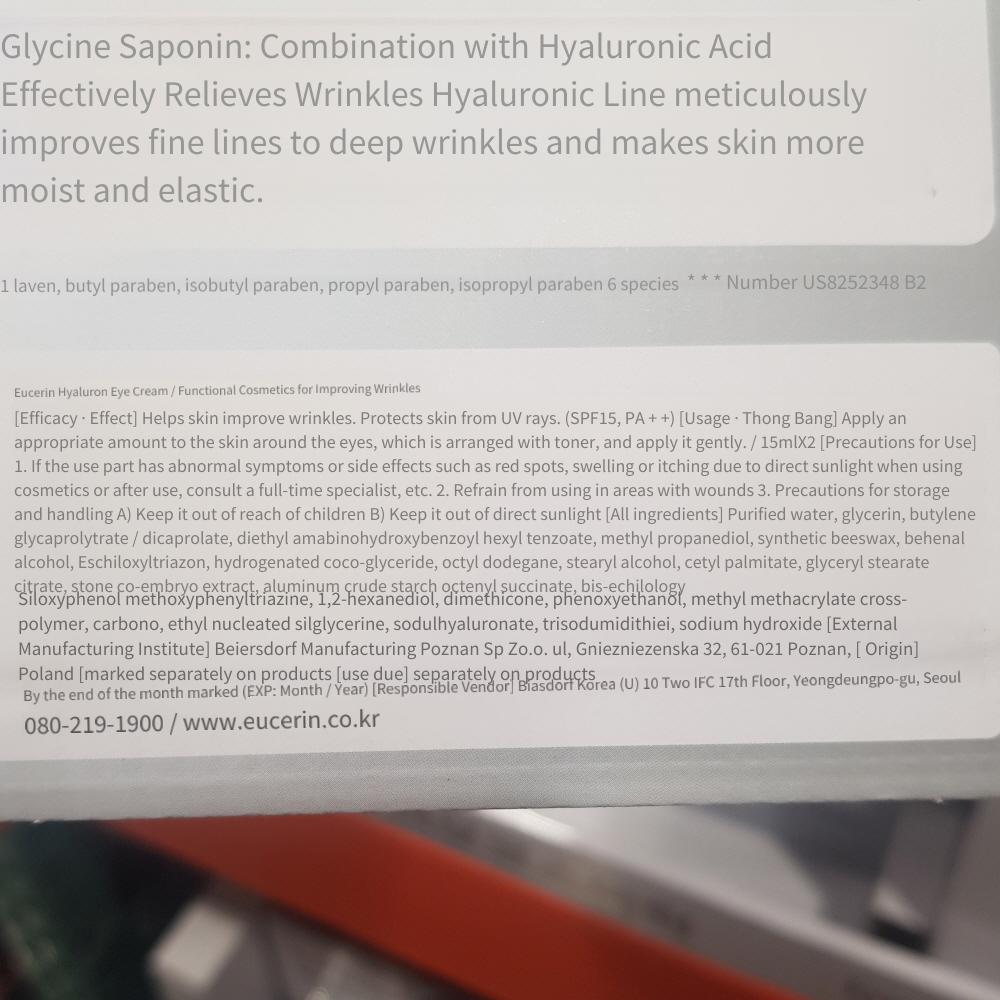 Glycine Saponin: Combination with Hyaluronic Acid
Effectively Relieves Wrinkles Hyaluronic Line meticulously
improves fine lines to deep wrinkles and makes skin more
moist and elastic.
1 laven, butyl paraben, isobutyl paraben, propyl paraben, isopropyl paraben 6 species * * * Number US8252348 B2
Eucerin Hyaluron Eye Cream / Functional Cosmetics for Improving Wrinkles
[Efficacy · Effect] Helps skin improve wrinkles. Protects skin from UV rays. (SPF15, PA + +) [Usage · Thong Bang] Apply an
appropriate amount to the skin around the eyes, which is arranged with toner, and apply it gently. / 15mlX2 [Precautions for Use]
1. If the use part has abnormal symptoms or side effects such as red spots, swelling or itching due to direct sunlight when using
cosmetics or after use, consult a full-time specialist, etc. 2. Refrain from using in areas with wounds 3. Precautions for storage
and handling A) Keep it out of reach of children B) Keep it out of direct sunlight [All ingredients] Purified water, glycerin, butylene
glycaprolytrate / dicaprolate, diethyl amabinohydroxybenzoyl hexyl tenzoate, methyl propanediol, synthetic beeswax, behenal
alcohol, Eschiloxyltriazon, hydrogenated coco-glyceride, octyl dodegane, stearyl alcohol, cetyl palmitate, glyceryl stearate
citrate, stone co-embryo extract, aluminum crude starch octenyl succinate, bis-echilology
Siloxyphenol methoxyphenyltriazine, 1,2-hexanediol, dimethicone, phenoxyethanol, methyl methacrylate cross-
polymer, carbono, ethyl nucleated silglycerine, sodulhyaluronate, trisodumidithiei, sodium hydroxide [External
Manufacturing Institute] Beiersdorf Manufacturing Poznan Sp Zo.o. ul, Gniezniezenska 32, 61-021 Poznan, [ Origin]
Poland [marked separately on products [use due] separately on products
By the end of the month marked (EXP: Month / Year) [Responsible Vendor] Biasdorf Korea (U) 10 Two IFC 17th Floor, Yeongdeungpo-gu, Seoul
080-219-1900 / www.eucerin.co.kr